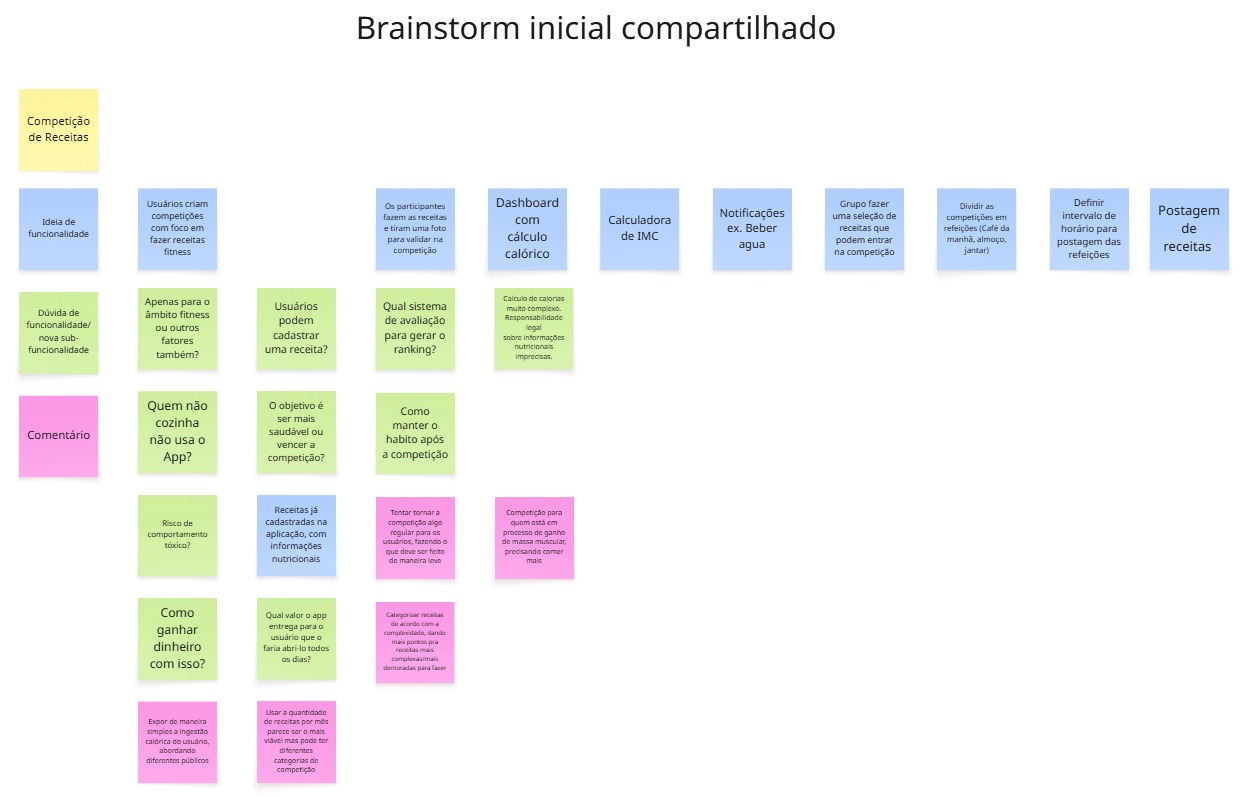 Brainstorm inicial compartilhado
Competição
de Receitas
Ideia de
funcionalidade
Usuários criam
competições
com foco em
fazer receitas
fitness
Os participantes
fazem as receitas
e tiram uma foto
para validar na
competição
Dashboard
com
cálculo
calórico
Calculadora
de IMC
Notificações
ex. Beber
agua
Grupo fazer
uma seleção de
receitas que
podem entrar
na competição
Dividir as
competições em
refeições (Café da
manhã, almoço,
jantar)
Definir
intervalo de
horário para
postagem das
refeições
Postagem
de
receitas
Dúvida de
funcionalidade/
nova sub-
funcionalidade
Apenas para o
âmbito fitness
ou outros
fatores
também?
Usuários
podem
cadastrar
uma receita?
Qual sistema
de avaliação
para gerar o
ranking?
Calculo de calorias
muito complexo.
Responsabilidade
legal
sobre informações
nutricionais
imprecisas.
Comentário
Quem não
cozinha
não usa o
App?
O objetivo é
ser mais
saudável ou
vencer a
competição?
Como
manter o
habito após
a competição
Risco de
comportamento
tóxico?
Receitas já
cadastradas na
aplicação, com
informações
nutricionais
Tentar tornar a
competição algo
regular para os
usuários, fazendo o
que deve ser feito
de maneira leve
Competição para
quem está em
processo de ganho
de massa muscular,
precisando comer
mais
Como
ganhar
dinheiro
com isso?
Qual valor o app
entrega para o
usuário que o
faria abri-lo todos
os dias?
Categorizar receitas
de acordo com a
complexidade, dando
mais pontos pra
receitas mais
complexas/mais
demoradas para fazer
Expor de maneira
simples a ingestão
calórica do usuário,
abordando
diferentes públicos
Usar a quantidade
de receitas por mês
parece ser o mais
viável mas pode ter
diferentes
categorias de
competição